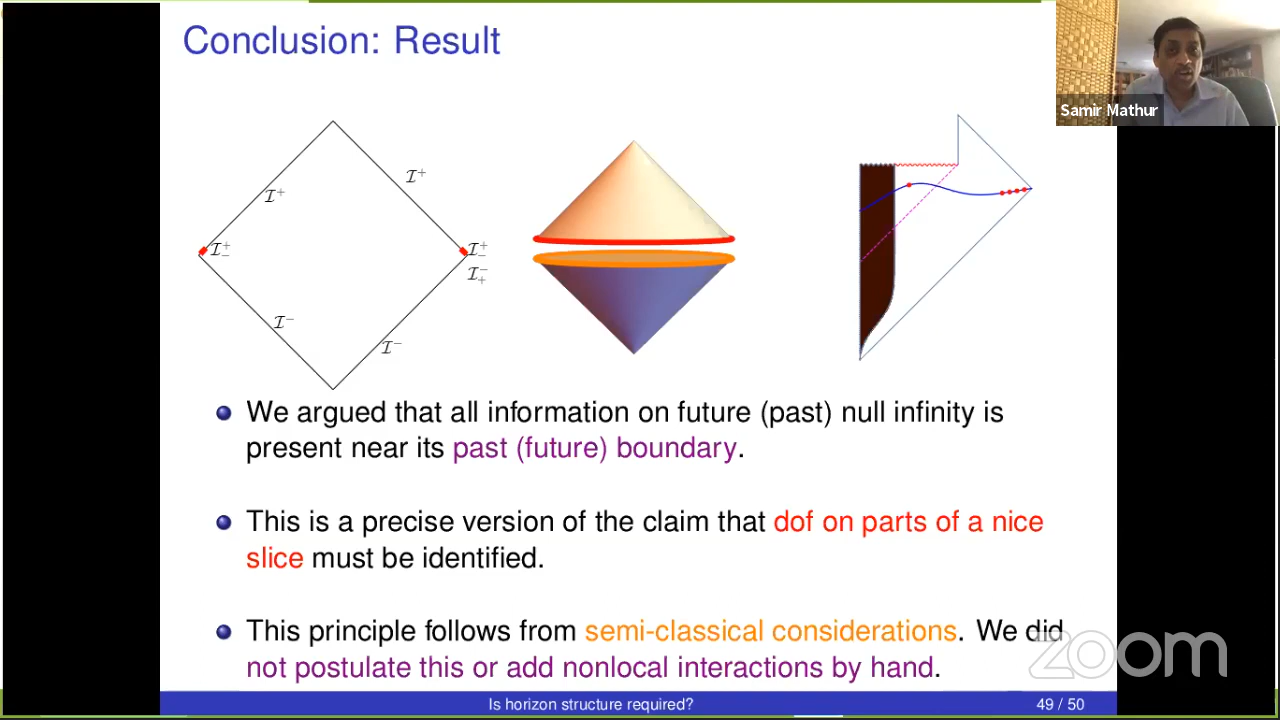 Conclusion: Result
Samir Mathur
ℐ⁺
ℐ⁺
ℐ⁺₋
ℐ⁺₋
ℐ⁻₊
ℐ⁻
ℐ⁻
We argued that all information on future (past) null infinity is
present near its past (future) boundary.
This is a precise version of the claim that dof on parts of a nice
slice must be identified.
This principle follows from semi-classical considerations. We did
not postulate this or add nonlocal interactions by hand.
zoom
Is horizon structure required?
49 / 50